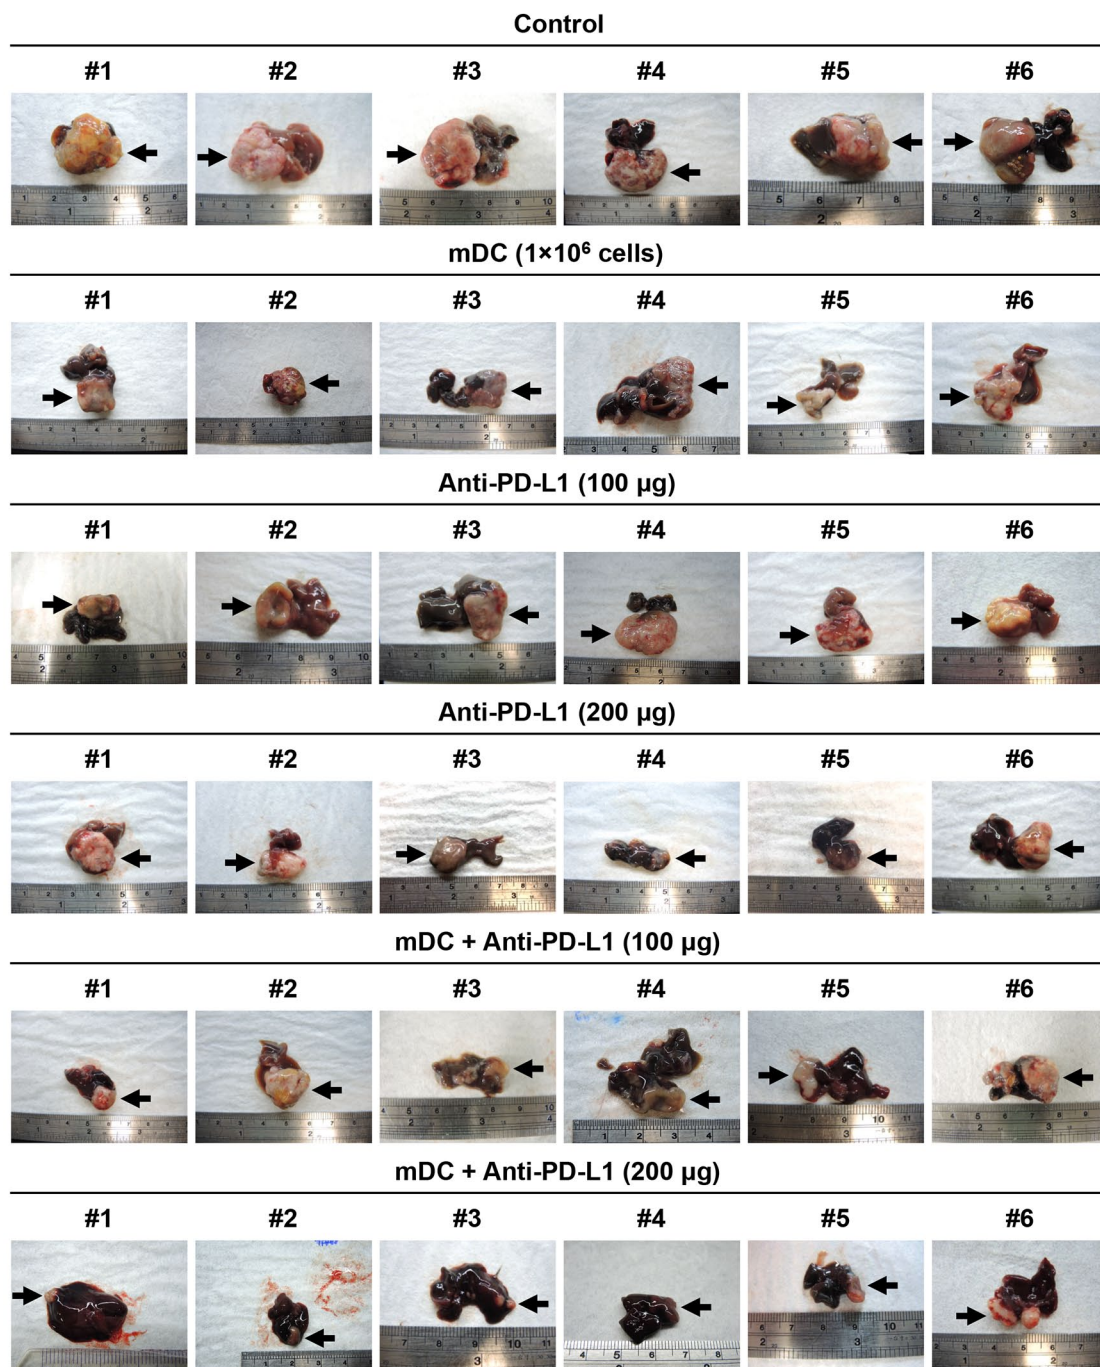 Control
#1 #2 #3 #4 #5 #6
mDC (1×10⁶ cells)
#1 #2 #3 #4 #5 #6
Anti-PD-L1 (100 µg)
#1 #2 #3 #4 #5 #6
Anti-PD-L1 (200 µg)
#1 #2 #3 #4 #5 #6
mDC + Anti-PD-L1 (100 µg)
#1 #2 #3 #4 #5 #6
mDC + Anti-PD-L1 (200 µg)
#1 #2 #3 #4 #5 #6